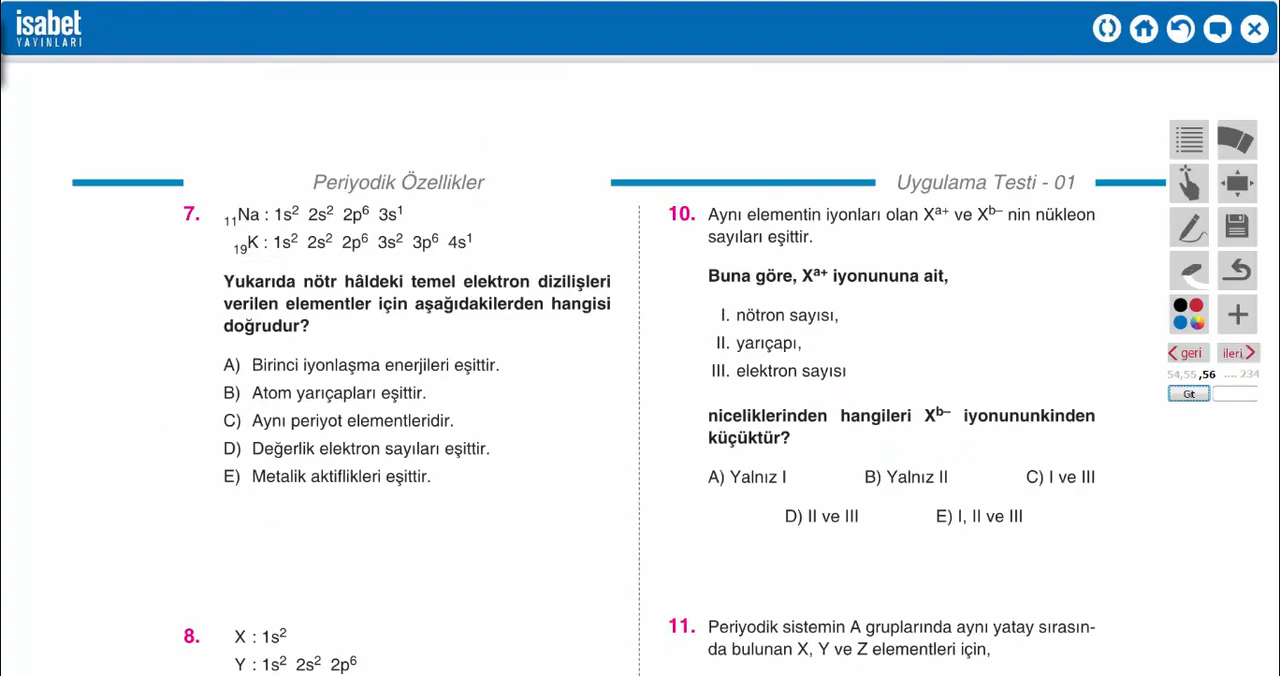 isabet
YAYINLARI
Periyodik Özellikler
Uygulama Testi - 01
7. ₁₁Na : 1s² 2s² 2p⁶ 3s¹
₁₉K : 1s² 2s² 2p⁶ 3s² 3p⁶ 4s¹
Yukarıda nötr hâldeki temel elektron dizilişleri
verilen elementler için aşağıdakilerden hangisi
doğrudur?
A) Birinci iyonlaşma enerjileri eşittir.
B) Atom yarıçapları eşittir.
C) Aynı periyot elementleridir.
D) Değerlik elektron sayıları eşittir.
E) Metalik aktiflikleri eşittir.
8. X : 1s²
Y : 1s² 2s² 2p⁶
10. Aynı elementin iyonları olan Xᵃ⁺ ve Xᵇ⁻ nin nükleon
sayıları eşittir.
Buna göre, Xᵃ⁺ iyonununa ait,
I. nötron sayısı,
II. yarıçapı,
III. elektron sayısı
niceliklerinden hangileri Xᵇ⁻ iyonununkinden
küçüktür?
A) Yalnız I B) Yalnız II C) I ve III
D) II ve III E) I, II ve III
11. Periyodik sistemin A gruplarında aynı yatay sırasın-
da bulunan X, Y ve Z elementleri için,
geri ileri
54,55,56 .... 234
Git